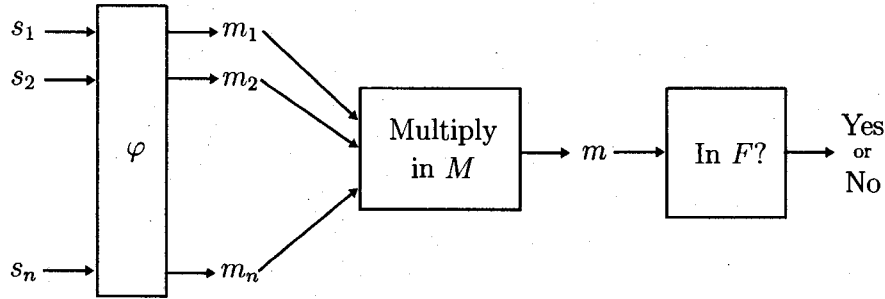 s₁ m₁
s₂ m₂
φ
Multiply
in M
m
In F?
Yes
or
No
sₙ mₙ